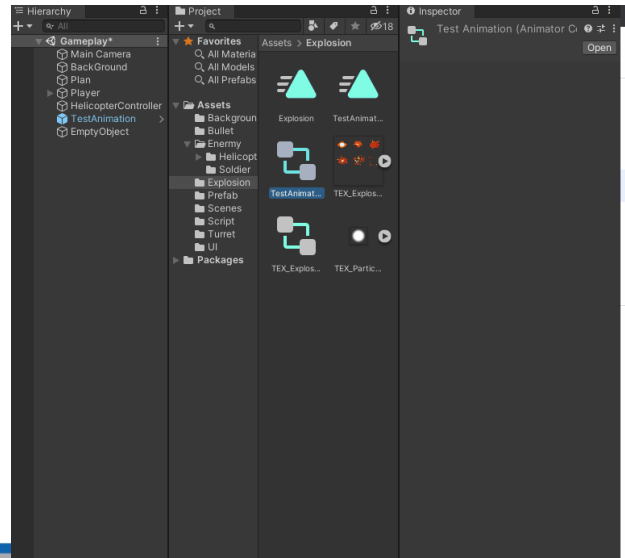 Hierarchy
All
Gameplay*
Main Camera
BackGround
Plan
Player
HelicopterController
TestAnimation
EmptyObject
Project
18
Favorites
All Materia
All Models
All Prefabs
Assets
Backgroun
Bullet
Enemy
Helicopt
Soldier
Explosion
Prefab
Scenes
Script
Turret
UI
Packages
Assets > Explosion
Explosion
TestAnimat...
TestAnimat...
TEX_Explos...
TEX_Explos...
TEX_Partic...
Inspector
Test Animation (Animator C
Open